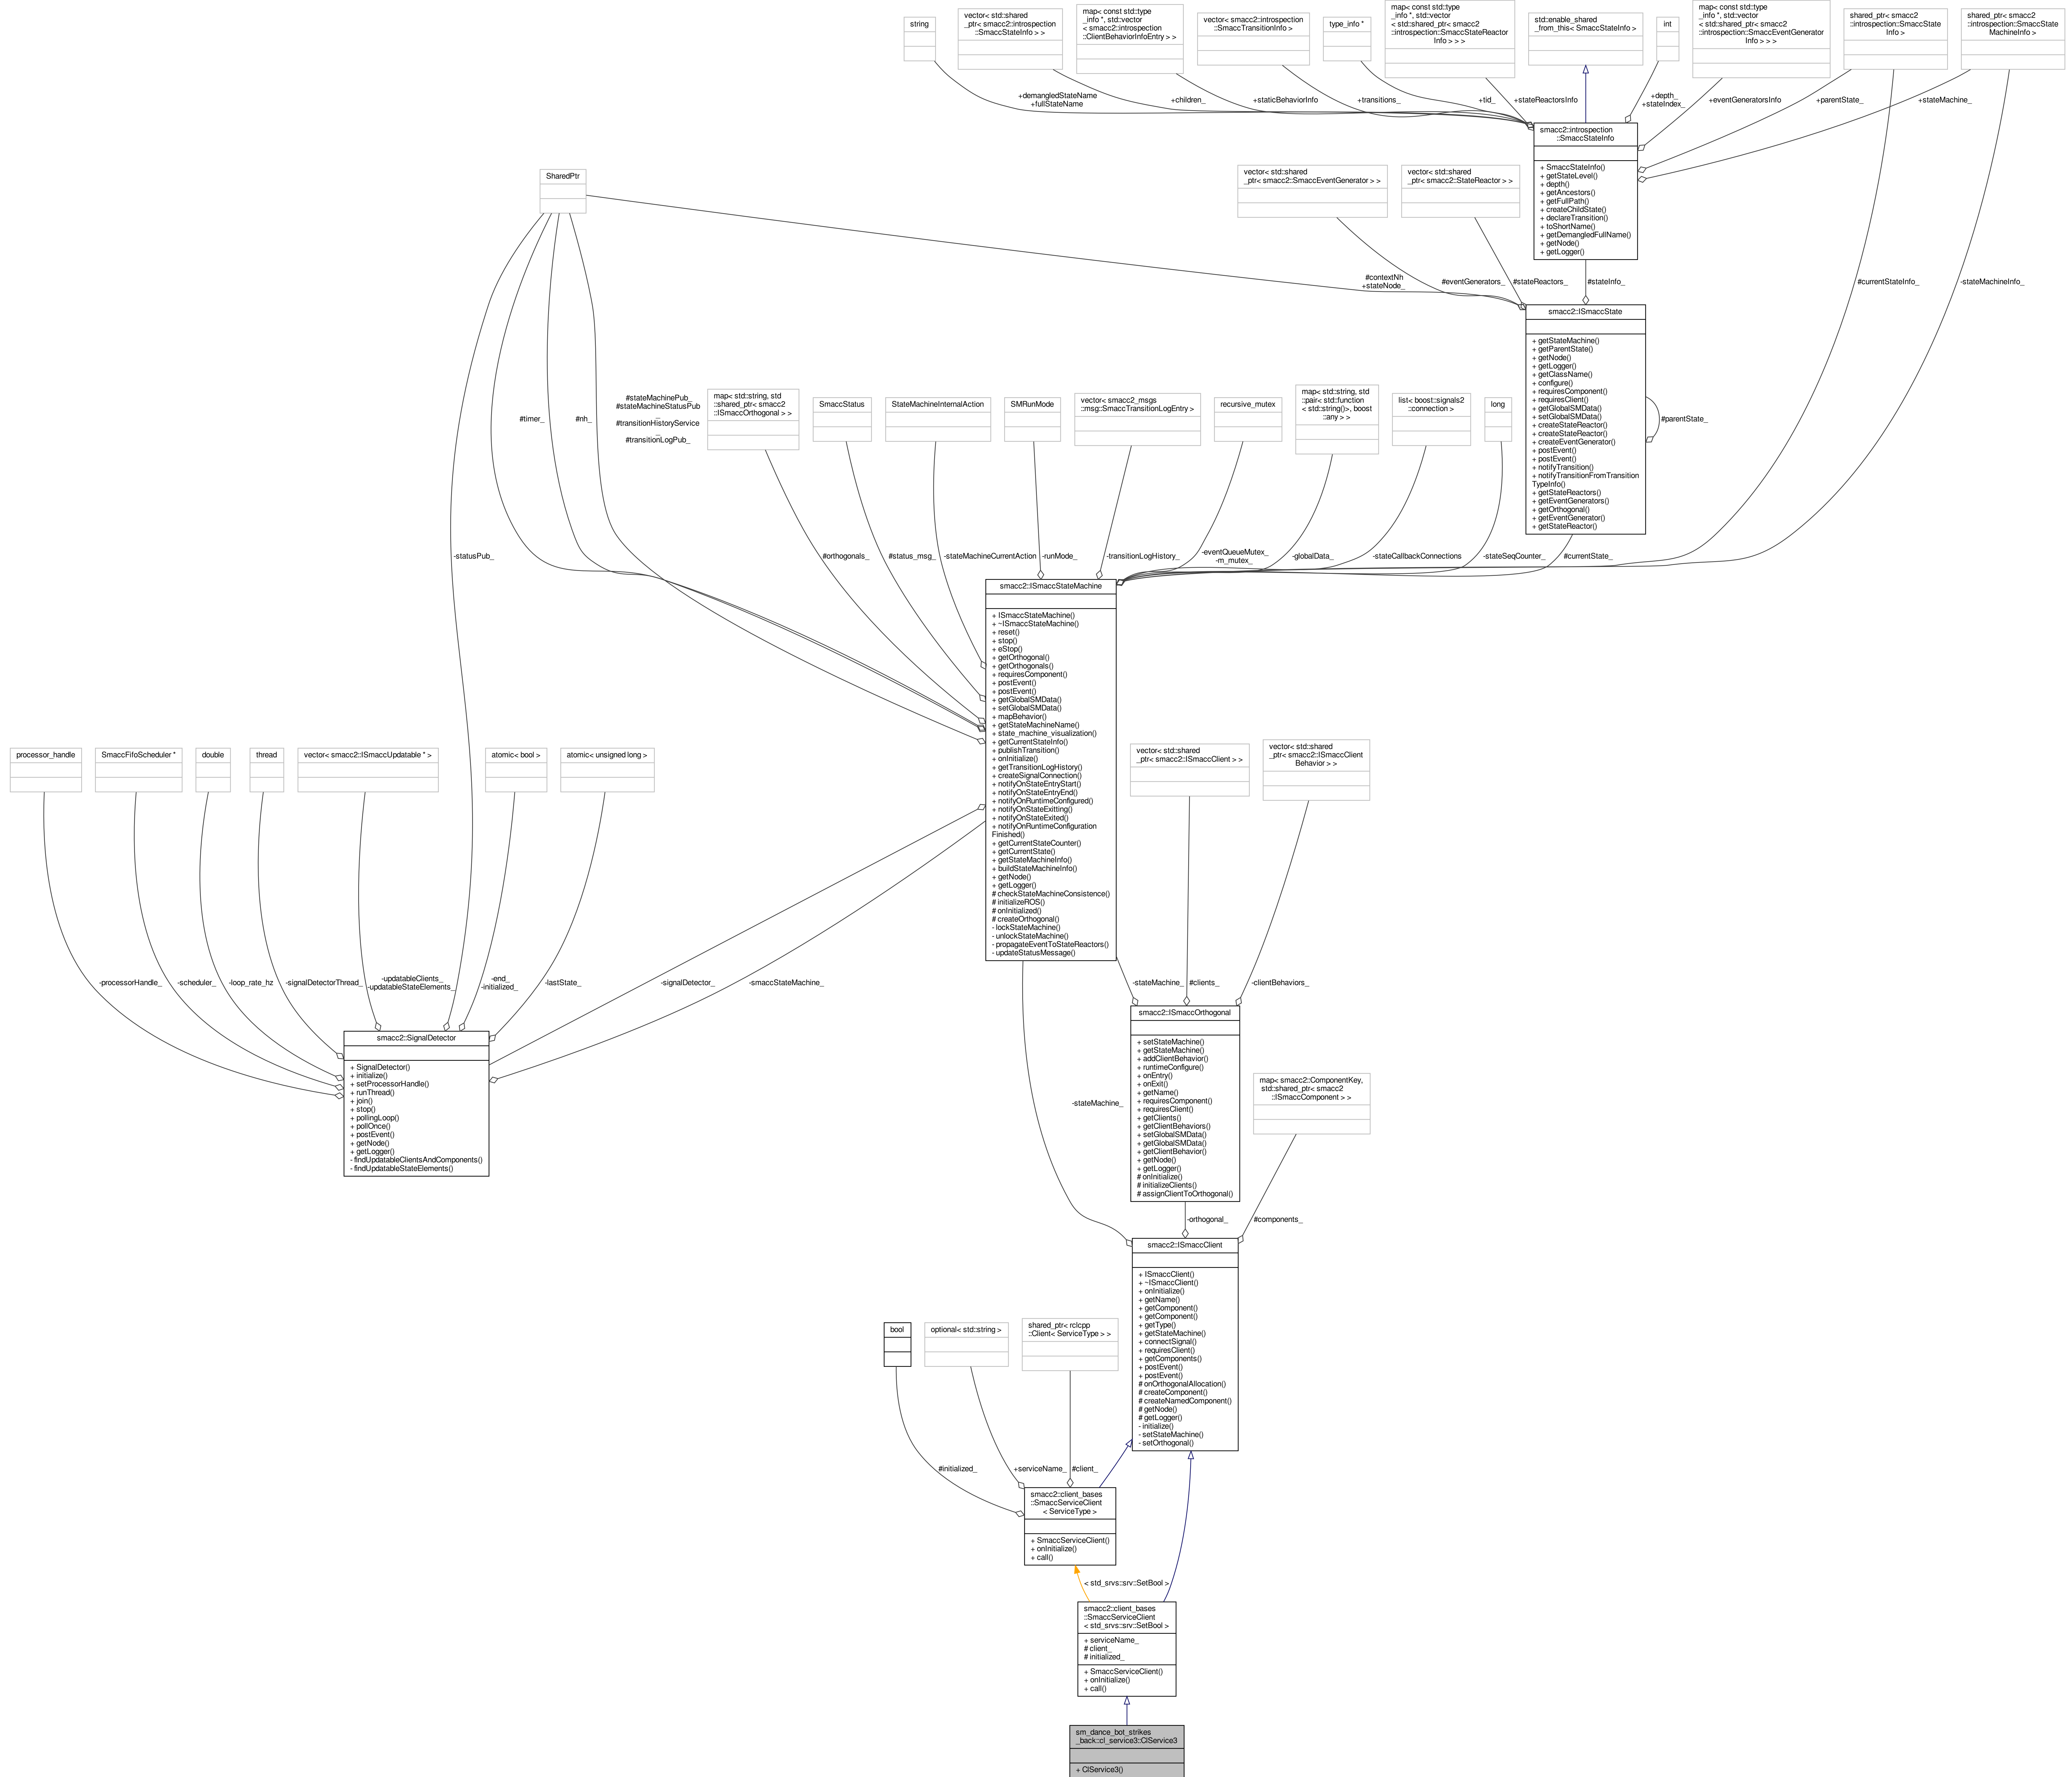 string
vector< std::shared
_ptr< smacc2::introspection
::SmaccStateInfo > >
map< const std::type
_info *, std::vector
< smacc2::introspection
::ClientBehaviorInfoEntry > >
vector< smacc2::introspection
::SmaccTransitionInfo >
type_info *
map< const std::type
_info *, std::vector
< std::shared_ptr< smacc2
::introspection::SmaccStateReactor
Info > > >
std::enable_shared
_from_this< SmaccStateInfo >
int
map< const std::type
_info *, std::vector
< std::shared_ptr< smacc2
::introspection::SmaccEventGenerator
Info > > >
shared_ptr< smacc2
::introspection::SmaccState
Info >
shared_ptr< smacc2
::introspection::SmaccState
MachineInfo >
+demangledStateName
+fullStateName
+children_
+staticBehaviorInfo
+transitions_
+tid_
+stateReactorsInfo
+depth_
+stateIndex_
+eventGeneratorsInfo
+parentState_
+stateMachine_
smacc2::introspection
::SmaccStateInfo
+ SmaccStateInfo()
+ getStateLevel()
+ depth()
+ getAncestors()
+ getFullPath()
+ createChildState()
+ declareTransition()
+ toShortName()
+ getDemangledFullName()
+ getNode()
+ getLogger()
SharedPtr
vector< std::shared
_ptr< smacc2::SmaccEventGenerator > >
vector< std::shared
_ptr< smacc2::StateReactor > >
#contextNh
+stateNode_
#eventGenerators_
#stateReactors_
#stateInfo_
#currentStateInfo_
-stateMachineInfo_
smacc2::ISmaccState
+ getStateMachine()
+ getParentState()
+ getNode()
+ getLogger()
+ getClassName()
+ configure()
+ requiresComponent()
+ requiresClient()
+ getGlobalSMData()
+ setGlobalSMData()
+ createStateReactor()
+ createStateReactor()
+ createEventGenerator()
+ postEvent()
+ postEvent()
+ notifyTransition()
+ notifyTransitionFromTransition
TypeInfo()
+ getStateReactors()
+ getEventGenerators()
+ getOrthogonal()
+ getEventGenerator()
+ getStateReactor()
#parentState_
#timer_
#nh_
#stateMachinePub_
#stateMachineStatusPub
_
#transitionHistoryService
_
#transitionLogPub_
map< std::string, std
::shared_ptr< smacc2
::ISmaccOrthogonal > >
SmaccStatus
StateMachineInternalAction
SMRunMode
vector< smacc2_msgs
::msg::SmaccTransitionLogEntry >
recursive_mutex
map< std::string, std
::pair< std::function
< std::string()>, boost
::any > >
list< boost::signals2
::connection >
long
-statusPub_
#orthogonals_
#status_msg_
-stateMachineCurrentAction
-runMode_
-transitionLogHistory_
-eventQueueMutex_
-m_mutex_
-globalData_
-stateCallbackConnections
-stateSeqCounter_
#currentState_
smacc2::ISmaccStateMachine
+ ISmaccStateMachine()
+ ~ISmaccStateMachine()
+ reset()
+ stop()
+ eStop()
+ getOrthogonal()
+ getOrthogonals()
+ requiresComponent()
+ postEvent()
+ postEvent()
+ getGlobalSMData()
+ setGlobalSMData()
+ mapBehavior()
+ getStateMachineName()
+ state_machine_visualization()
+ getCurrentStateInfo()
+ publishTransition()
+ onInitialize()
+ getTransitionLogHistory()
+ createSignalConnection()
+ notifyOnStateEntryStart()
+ notifyOnStateEntryEnd()
+ notifyOnRuntimeConfigured()
+ notifyOnStateExitting()
+ notifyOnStateExited()
+ notifyOnRuntimeConfiguration
Finished()
+ getCurrentStateCounter()
+ getCurrentState()
+ getStateMachineInfo()
+ buildStateMachineInfo()
+ getNode()
+ getLogger()
# checkStateMachineConsistence()
# initializeROS()
# onInitialized()
# createOrthogonal()
- lockStateMachine()
- unlockStateMachine()
- propagateEventToStateReactors()
- updateStatusMessage()
processor_handle
SmaccFifoScheduler *
double
thread
vector< smacc2::ISmaccUpdatable * >
atomic< bool >
atomic< unsigned long >
vector< std::shared
_ptr< smacc2::ISmaccClient > >
vector< std::shared
_ptr< smacc2::ISmaccClient
Behavior > >
-processorHandle_
-scheduler_
-loop_rate_hz
-signalDetectorThread_
-updatableClients_
-updatableStateElements_
-end_
-initialized_
-lastState_
-signalDetector_
-smaccStateMachine_
-stateMachine_
#clients_
-clientBehaviors_
smacc2::SignalDetector
+ SignalDetector()
+ initialize()
+ setProcessorHandle()
+ runThread()
+ join()
+ stop()
+ pollingLoop()
+ pollOnce()
+ postEvent()
+ getNode()
+ getLogger()
- findUpdatableClientsAndComponents()
- findUpdatableStateElements()
smacc2::ISmaccOrthogonal
+ setStateMachine()
+ getStateMachine()
+ addClientBehavior()
+ runtimeConfigure()
+ onEntry()
+ onExit()
+ getName()
+ requiresComponent()
+ requiresClient()
+ getClients()
+ getClientBehaviors()
+ setGlobalSMData()
+ getGlobalSMData()
+ getClientBehavior()
+ getNode()
+ getLogger()
# onInitialize()
# initializeClients()
# assignClientToOrthogonal()
map< smacc2::ComponentKey,
std::shared_ptr< smacc2
::ISmaccComponent > >
-stateMachine_
-orthogonal_
#components_
smacc2::ISmaccClient
+ ISmaccClient()
+ ~ISmaccClient()
+ onInitialize()
+ getName()
+ getComponent()
+ getComponent()
+ getType()
+ getStateMachine()
+ connectSignal()
+ requiresClient()
+ getComponents()
+ postEvent()
+ postEvent()
# onOrthogonalAllocation()
# createComponent()
# createNamedComponent()
# getNode()
# getLogger()
- initialize()
- setStateMachine()
- setOrthogonal()
bool
optional< std::string >
shared_ptr< rclcpp
::Client< ServiceType > >
#initialized_
+serviceName_
#client_
smacc2::client_bases
::SmaccServiceClient
< ServiceType >
+ SmaccServiceClient()
+ onInitialize()
+ call()
< std_srvs::srv::SetBool >
smacc2::client_bases
::SmaccServiceClient
< std_srvs::srv::SetBool >
+ serviceName_
# client_
# initialized_
+ SmaccServiceClient()
+ onInitialize()
+ call()
sm_dance_bot_strikes
_back::cl_service3::ClService3
+ ClService3()